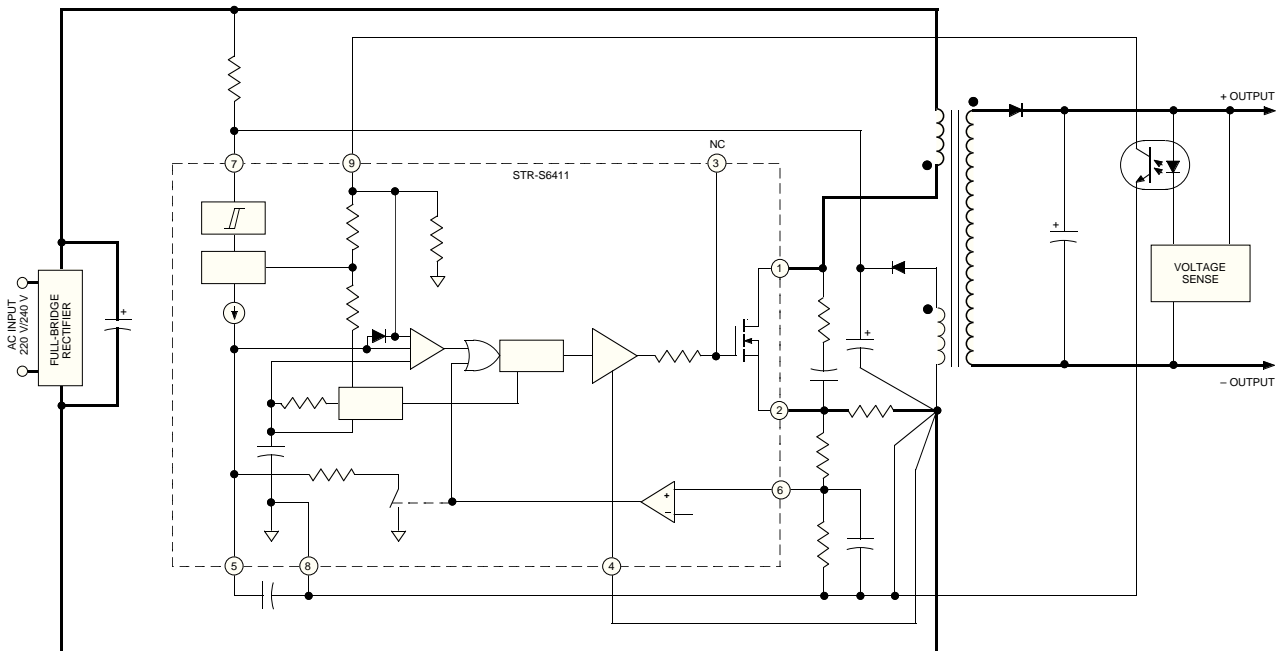 + OUTPUT
NC
3
7
9
STR-S6411
1
VOLTAGE
SENSE
AC INPUT
220 V/240 V
FULL-BRIDGE
RECTIFIER
+
+
+
– OUTPUT
2
6
+
–
5
8
4